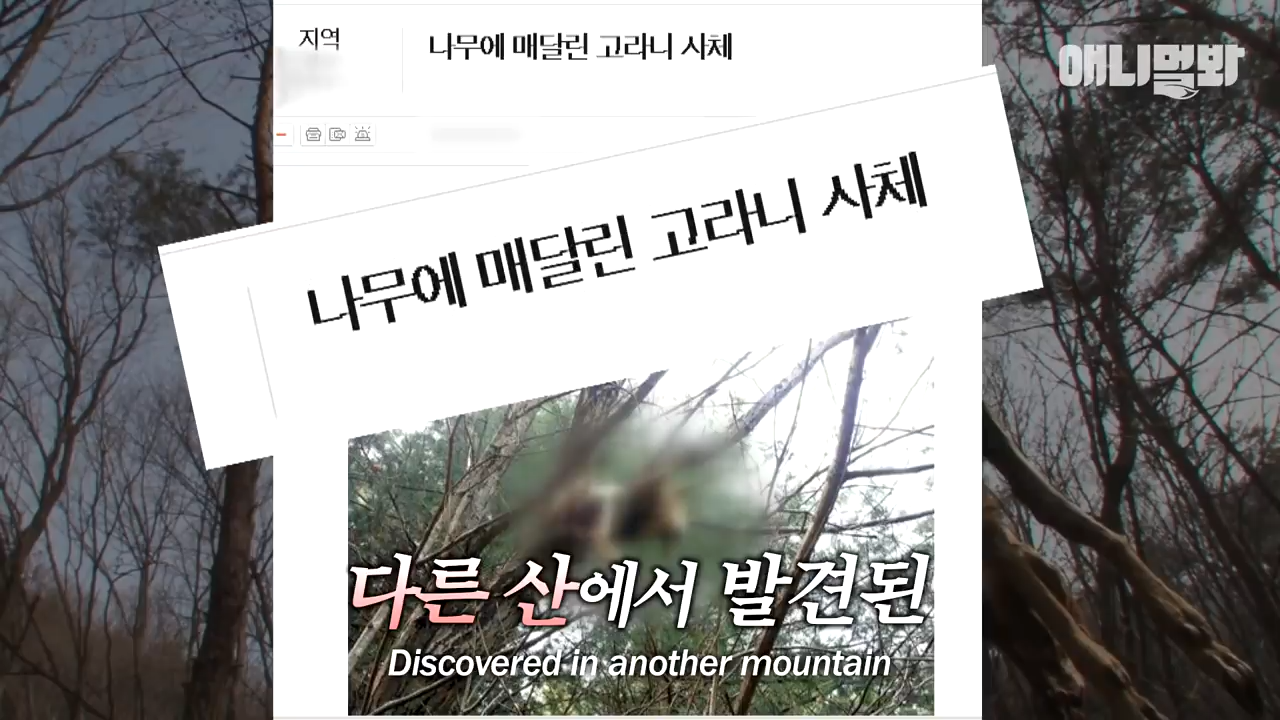 지역
나무에 매달린 고라니 사체
애니멀봐
나무에 매달린 고라니 사체
다른 산에서 발견된
Discovered in another mountain